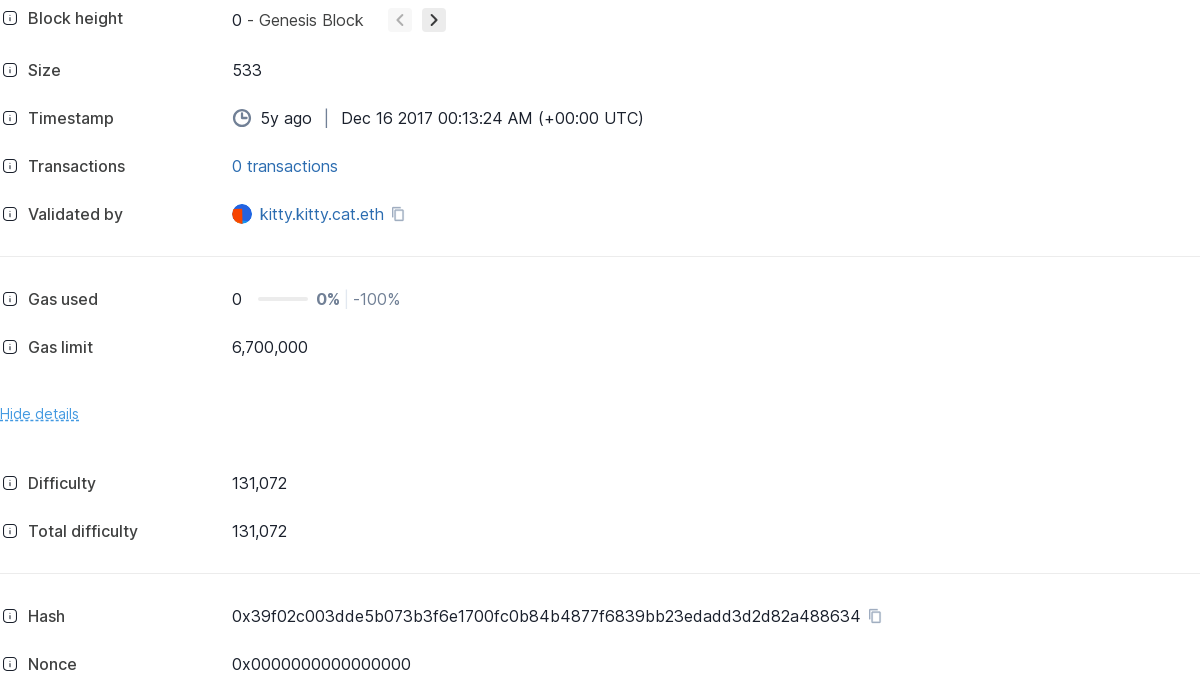 Block height 0 - Genesis Block
Size 533
Timestamp 5y ago | Dec 16 2017 00:13:24 AM (+00:00 UTC)
Transactions 0 transactions
Validated by kitty.kitty.cat.eth
Gas used 0 0% -100%
Gas limit 6,700,000
Hide details
Difficulty 131,072
Total difficulty 131,072
Hash 0x39f02c003dde5b073b3f6e1700fc0b84b4877f6839bb23edadd3d2d82a488634
Nonce 0x0000000000000000